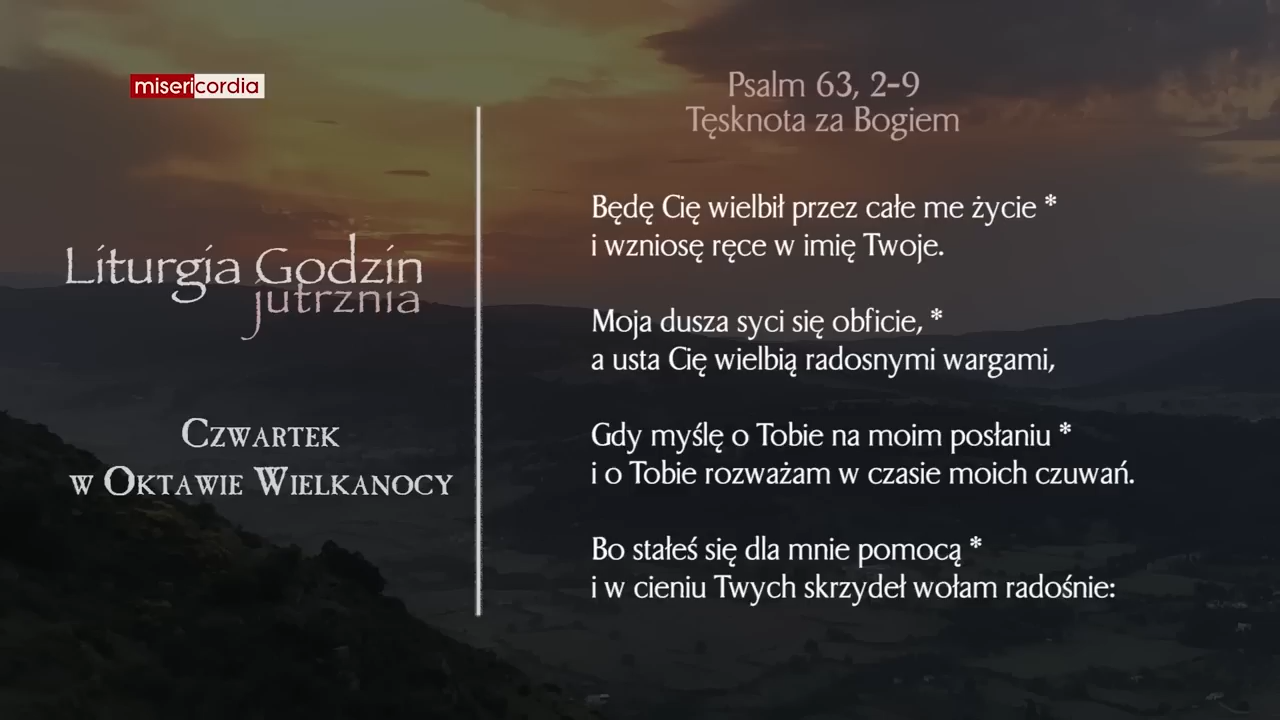 misericordia
Liturgia Godzin
jutrznia
Czwartek
w Oktawie Wielkanocy
Psalm 63, 2-9
Tęsknota za Bogiem
Będę Cię wielbił przez całe me życie *
i wzniosę ręce w imię Twoje.
Moja dusza syci się obficie, *
a usta Cię wielbią radosnymi wargami,
Gdy myślę o Tobie na moim posłaniu *
i o Tobie rozważam w czasie moich czuwań.
Bo stałeś się dla mnie pomocą *
i w cieniu Twych skrzydeł wołam radośnie: